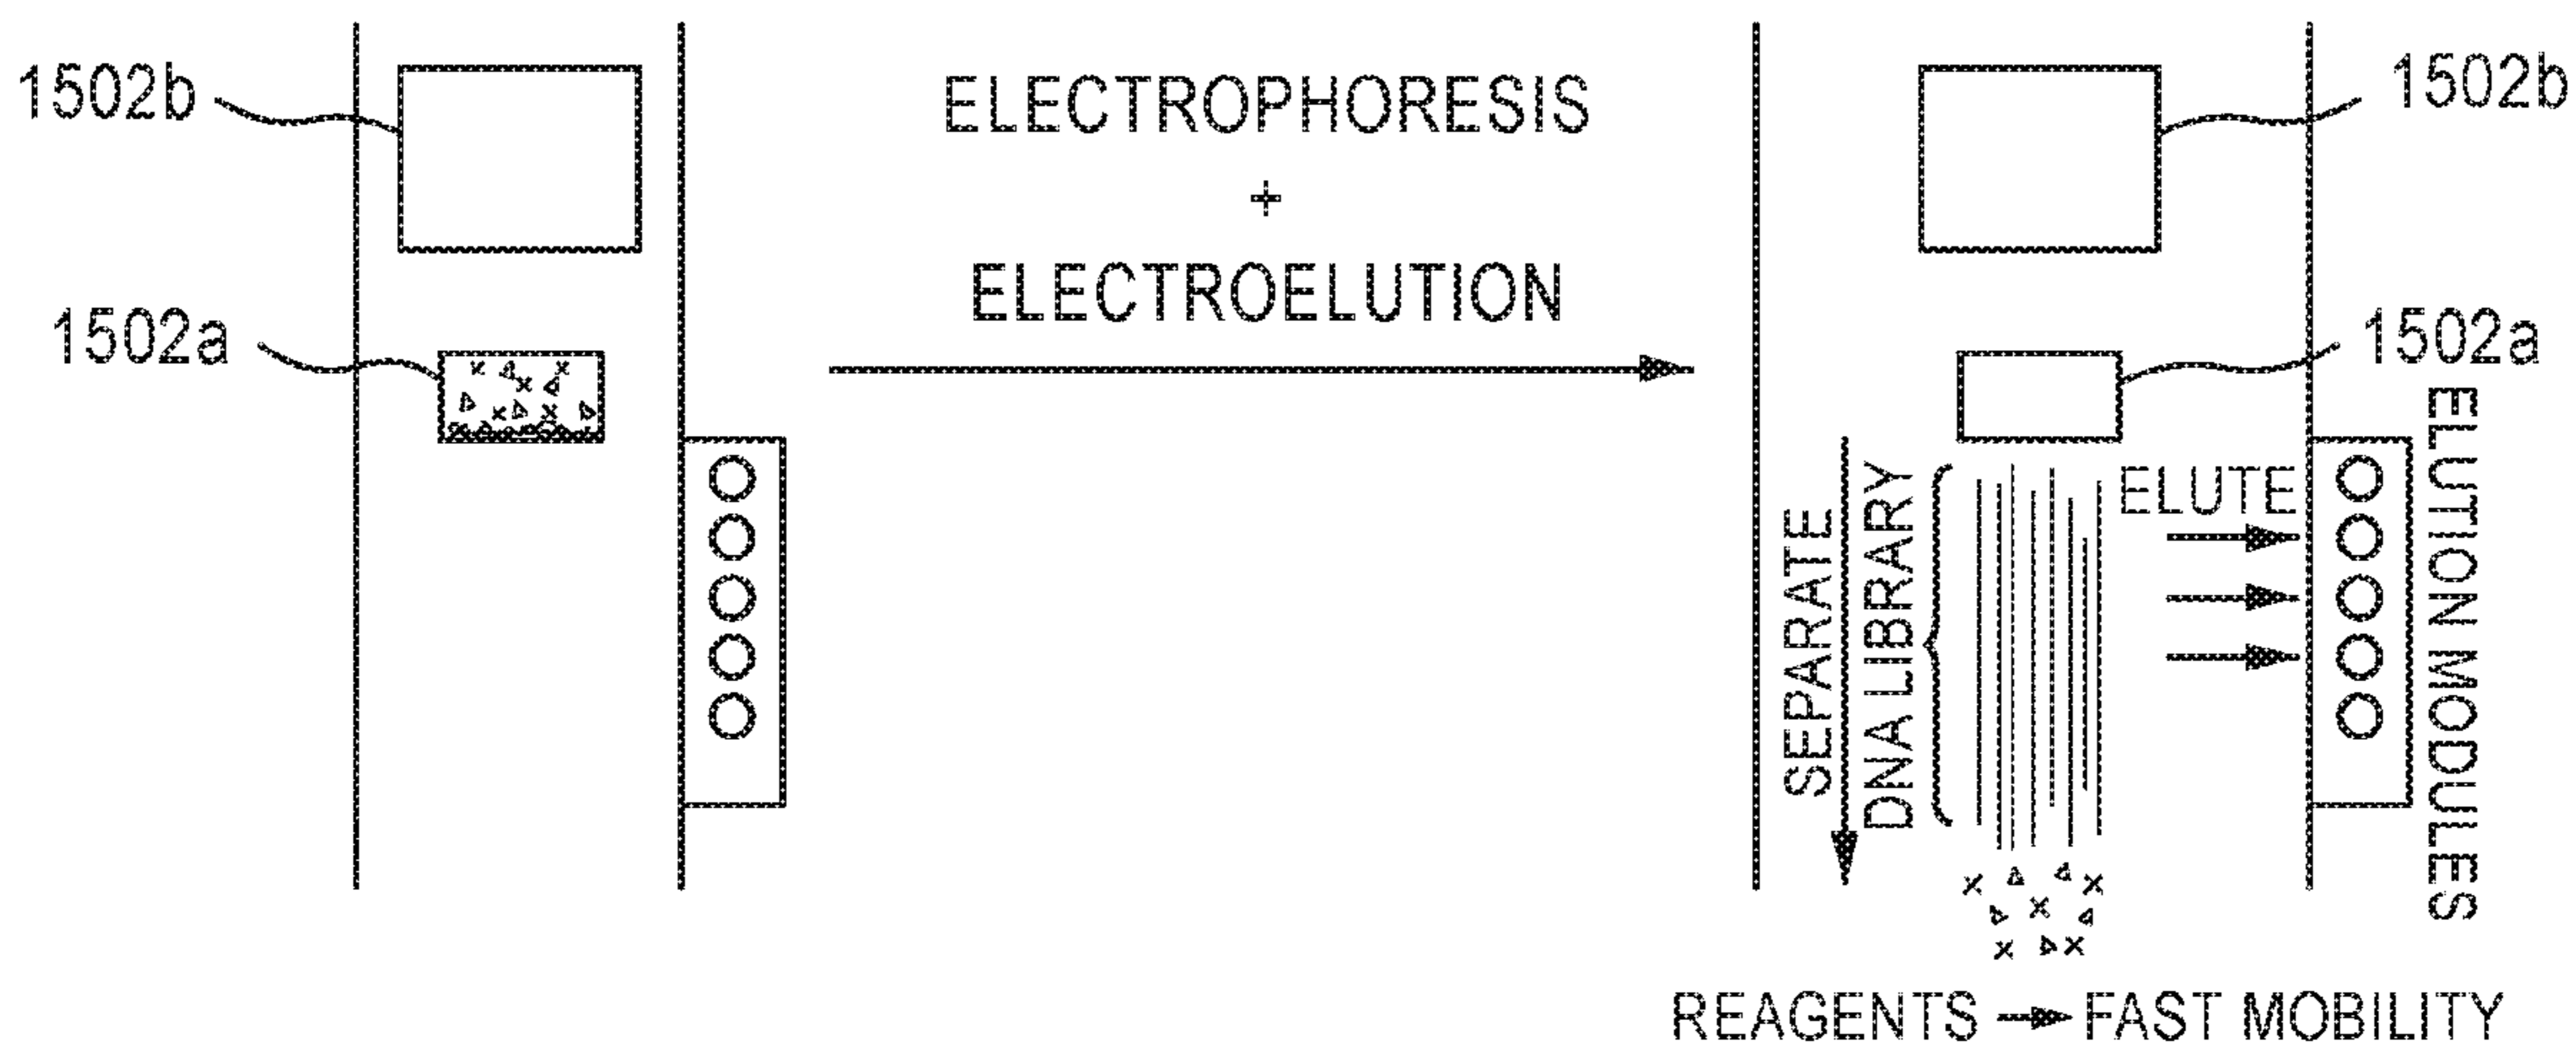 1502b
1502a
ELECTROPHORESIS
+
ELECTROELUTION
1502b
1502a
SEPARATE
DNA LIBRARY
ELUTE
ELUTION MODULES
REAGENTS → FAST MOBILITY